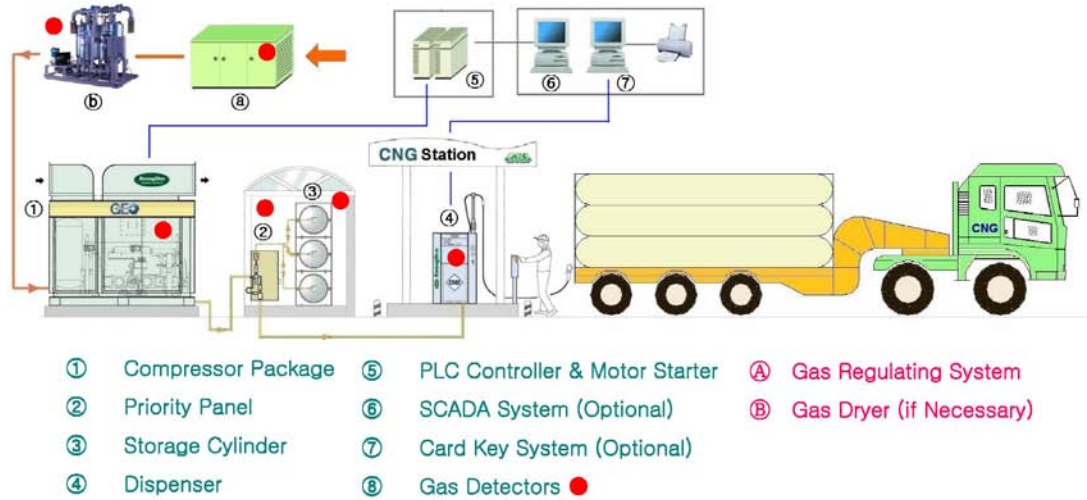 ⓑ
ⓐ
⑤
⑥
⑦
CNG Station
①
GEO
②
③
④
CNG
① Compressor Package
② Priority Panel
③ Storage Cylinder
④ Dispenser
⑤ PLC Controller & Motor Starter
⑥ SCADA System (Optional)
⑦ Card Key System (Optional)
⑧ Gas Detectors
Ⓐ Gas Regulating System
Ⓑ Gas Dryer (if Necessary)